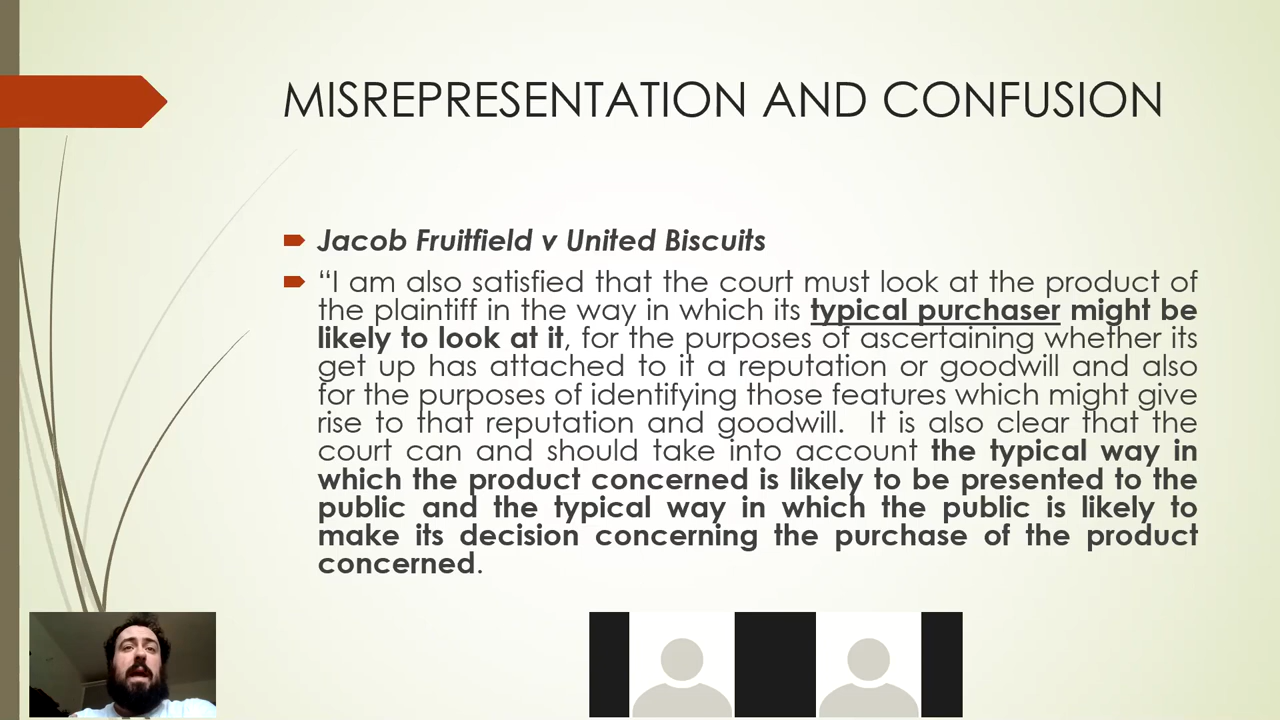 MISREPRESENTATION AND CONFUSION
Jacob Fruitfield v United Biscuits
“I am also satisfied that the court must look at the product of
the plaintiff in the way in which its typical purchaser might be
likely to look at it, for the purposes of ascertaining whether its
get up has attached to it a reputation or goodwill and also
for the purposes of identifying those features which might give
rise to that reputation and goodwill.  It is also clear that the
court can and should take into account the typical way in
which the product concerned is likely to be presented to the
public and the typical way in which the public is likely to
make its decision concerning the purchase of the product
concerned.